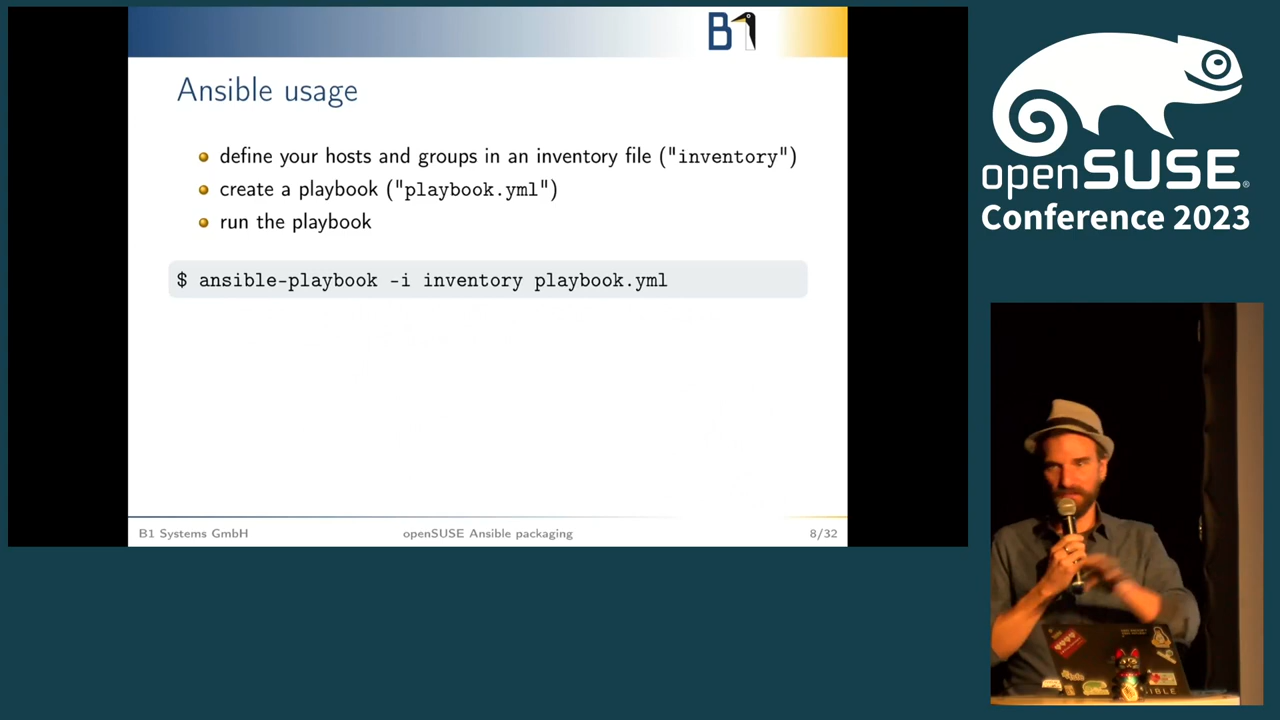 B1
Ansible usage
define your hosts and groups in an inventory file ("inventory")
create a playbook ("playbook.yml")
run the playbook
$ ansible-playbook -i inventory playbook.yml
B1 Systems GmbH
openSUSE Ansible packaging
8/32
openSUSE
Conference 2023